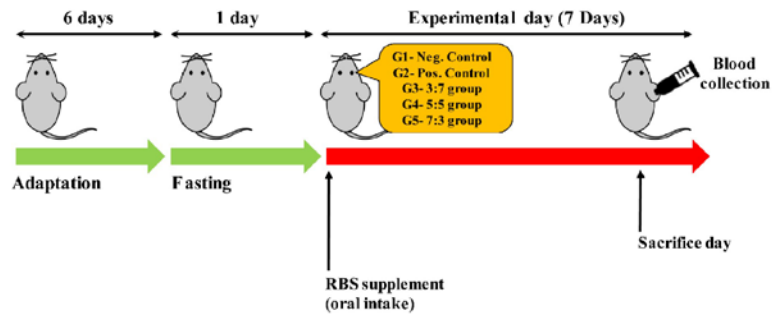 6 days
1 day
Experimental day (7 Days)
G1- Neg. Control
G2- Pos. Control
G3- 3:7 group
G4- 5:5 group
G5- 7:3 group
Blood
collection
Adaptation
Fasting
Sacrifice day
RBS supplement
(oral intake)